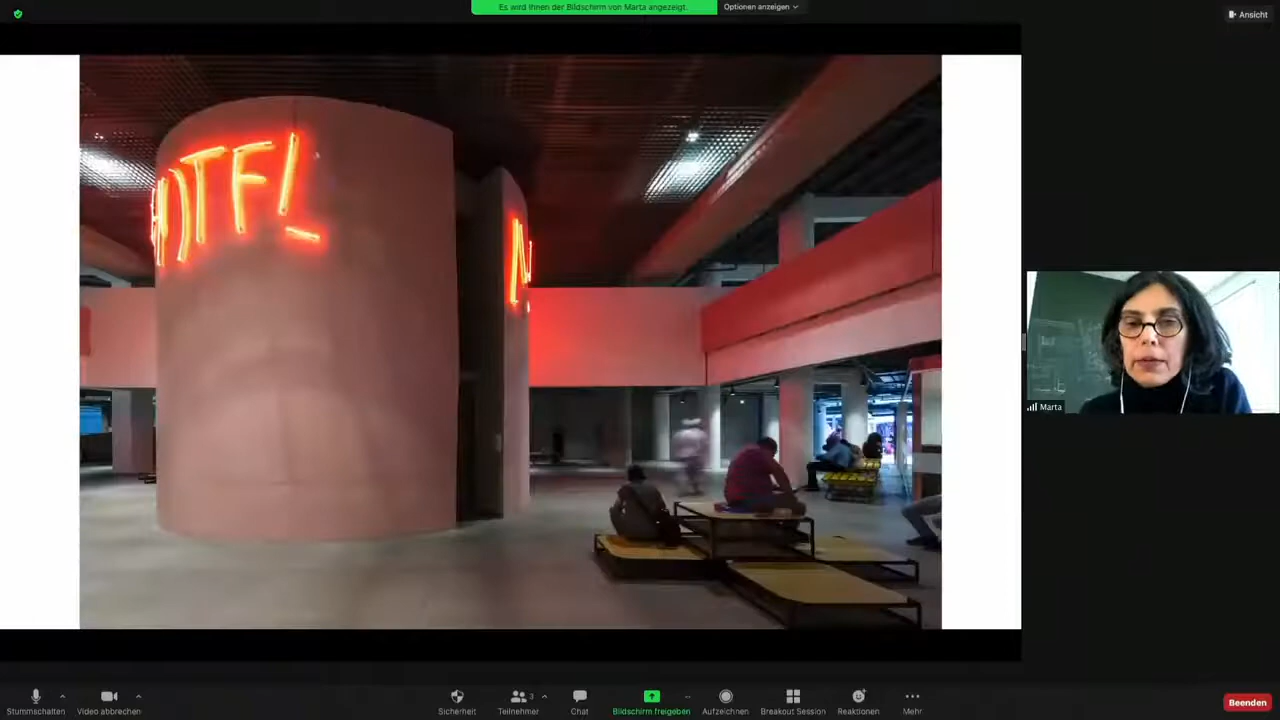 Es wird Ihnen der Bildschirm von Marta angezeigt.
Optionen anzeigen
Ansicht
HOTEL
N
Marta
Stummschalten
Video abbrechen
Sicherheit
Teilnehmer
3
Chat
Bildschirm freigeben
Aufzeichnen
Breakout Session
Reaktionen
Mehr
Beenden